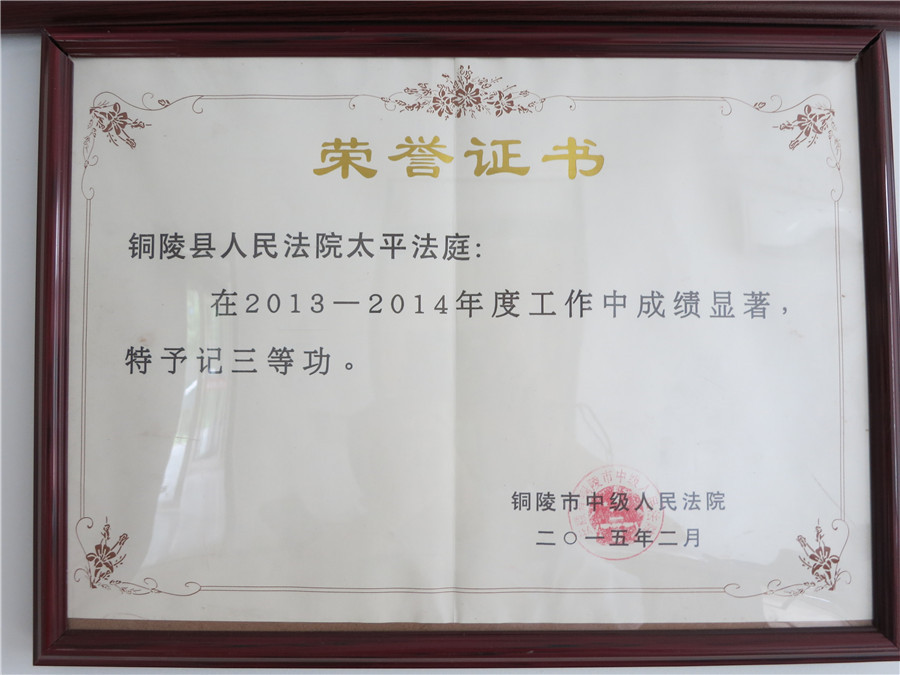 荣誉证书
铜陵县人民法院太平法庭:
在2013—2014年度工作中成绩显著，
特予记三等功。
铜陵市中级人民法院
二〇一五年二月